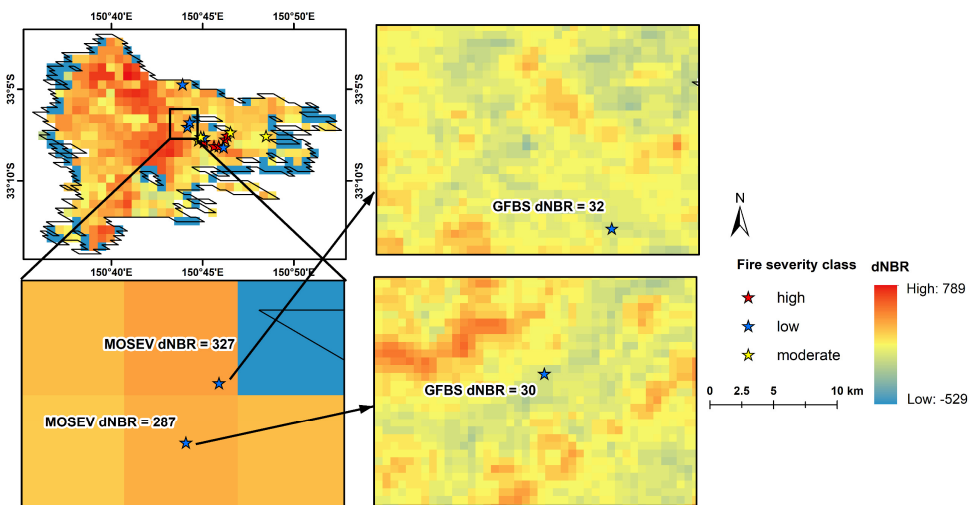 150°40'E 150°45'E 150°50'E
33°5'S
33°10'S
33°5'S
33°10'S
150°40'E 150°45'E 150°50'E
GFBS dNBR = 32
MOSEV dNBR = 327
MOSEV dNBR = 287
GFBS dNBR = 30
N
Fire severity class
high
low
moderate
dNBR
High: 789
Low: -529
0 5 10 km